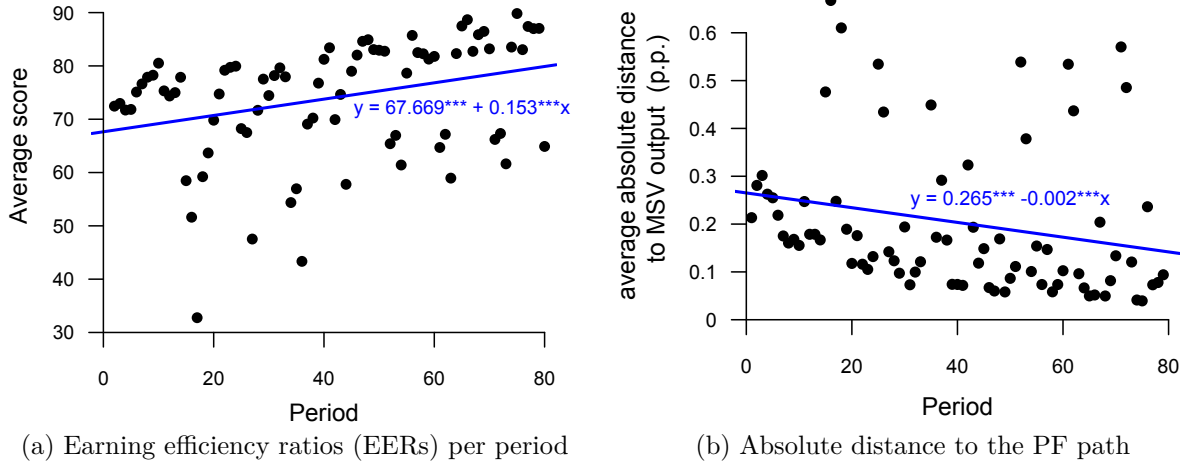 90
80
70
60
50
40
30
0
20
40
60
80
Average score
Period
y = 67.669*** + 0.153***x
(a) Earning efficiency ratios (EERs) per period
0.6
0.5
0.4
0.3
0.2
0.1
0
0
20
40
60
80
average absolute distance
to MSV output (p.p.)
Period
y = 0.265*** -0.002***x
(b) Absolute distance to the PF path